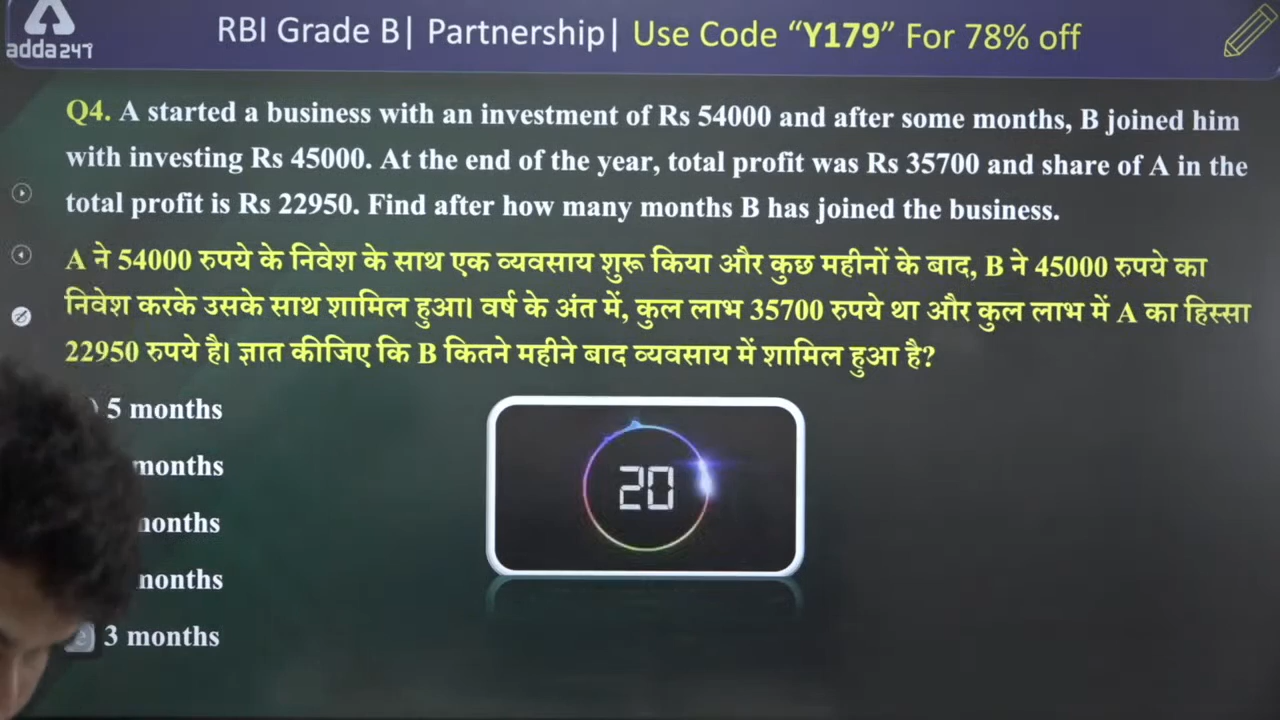 adda247
RBI Grade B| Partnership| Use Code “Y179” For 78% off
Q4. A started a business with an investment of Rs 54000 and after some months, B joined him
with investing Rs 45000. At the end of the year, total profit was Rs 35700 and share of A in the
total profit is Rs 22950. Find after how many months B has joined the business.
A ने 54000 रुपये के निवेश के साथ एक व्यवसाय शुरू किया और कुछ महीनों के बाद, B ने 45000 रुपये का
निवेश करके उसके साथ शामिल हुआ। वर्ष के अंत में, कुल लाभ 35700 रुपये था और कुल लाभ में A का हिस्सा
22950 रुपये है। ज्ञात कीजिए कि B कितने महीने बाद व्यवसाय में शामिल हुआ है?
) 5 months
months
months
months
e) 3 months
20